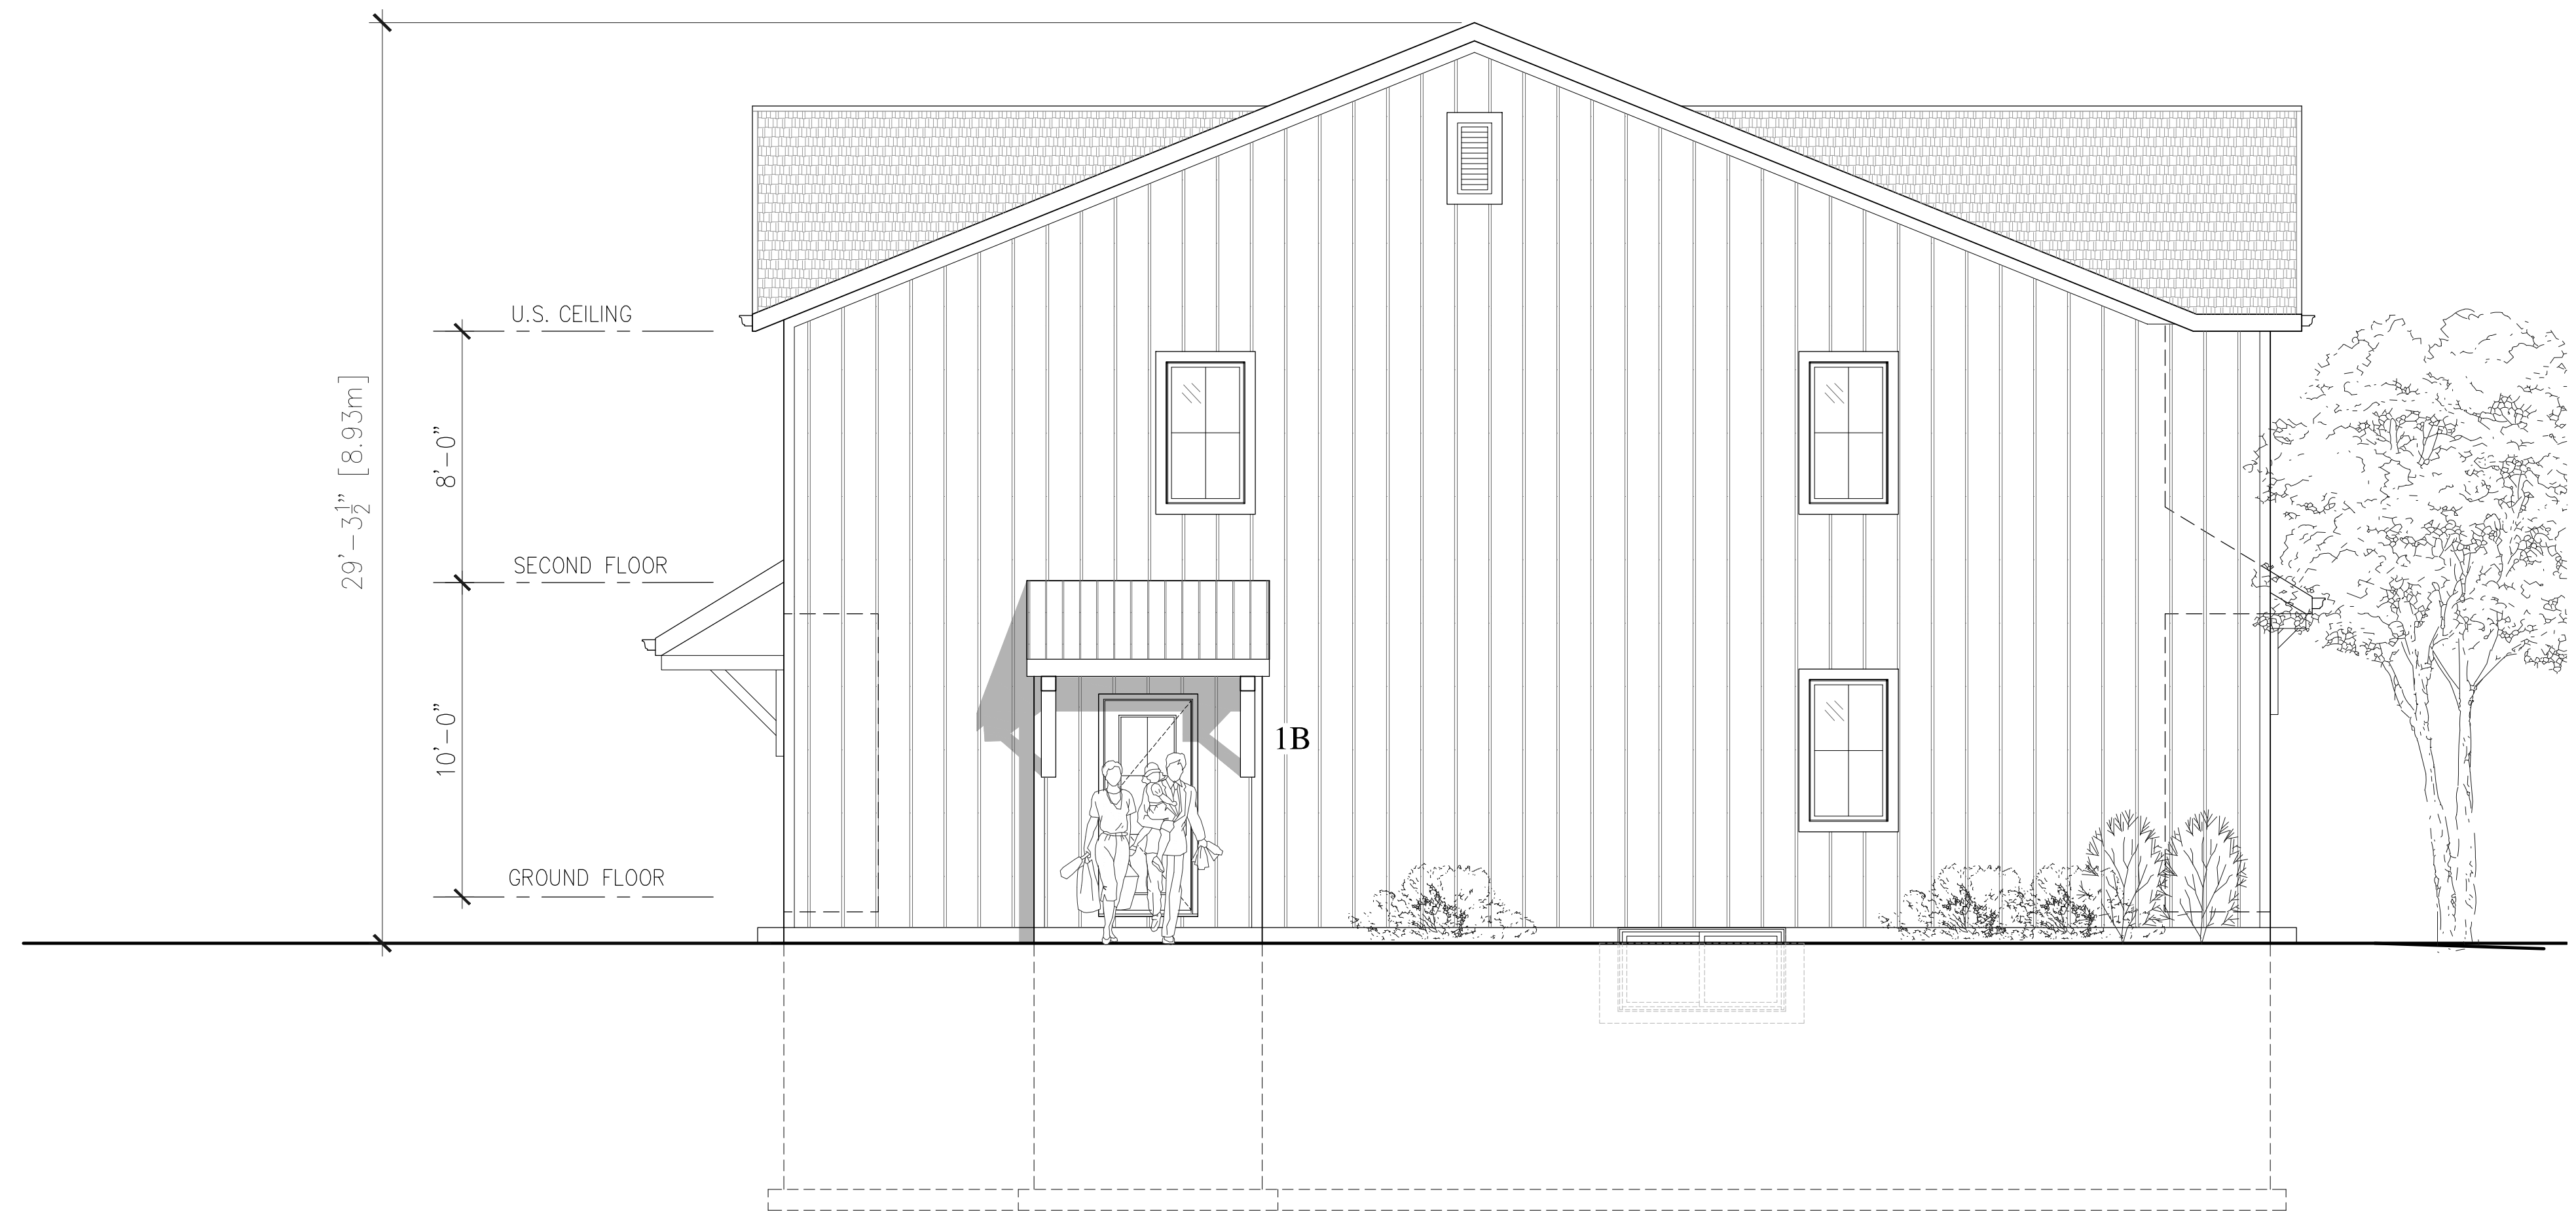 U.S. CEILING
29'-3½" [8.93m]
8'-0"
SECOND FLOOR
10'-0"
1B
GROUND FLOOR